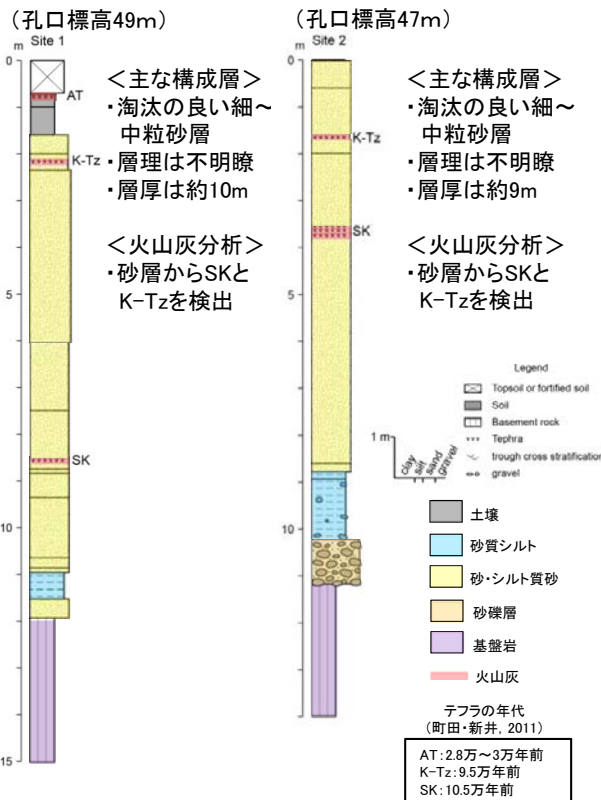 (孔口標高49m)
Site 1
m
0
5
10
15
AT
K-Tz
SK
<主な構成層>
・淘汰の良い細~
中粒砂層
・層理は不明瞭
・層厚は約10m
<火山灰分析>
・砂層からSKと
K-Tzを検出
(孔口標高47m)
Site 2
m
0
5
10
K-Tz
SK
<主な構成層>
・淘汰の良い細~
中粒砂層
・層理は不明瞭
・層厚は約9m
<火山灰分析>
・砂層からSKと
K-Tzを検出
Legend
Topsoil or fortified soil
Soil
Basement rock
Tephra
trough cross stratification
gravel
1 m
clay
silt
sand
gravel
土壌
砂質シルト
砂・シルト質砂
砂礫層
基盤岩
火山灰
テフラの年代
(町田・新井, 2011)
AT:2.8万~3万年前
K-Tz:9.5万年前
SK:10.5万年前